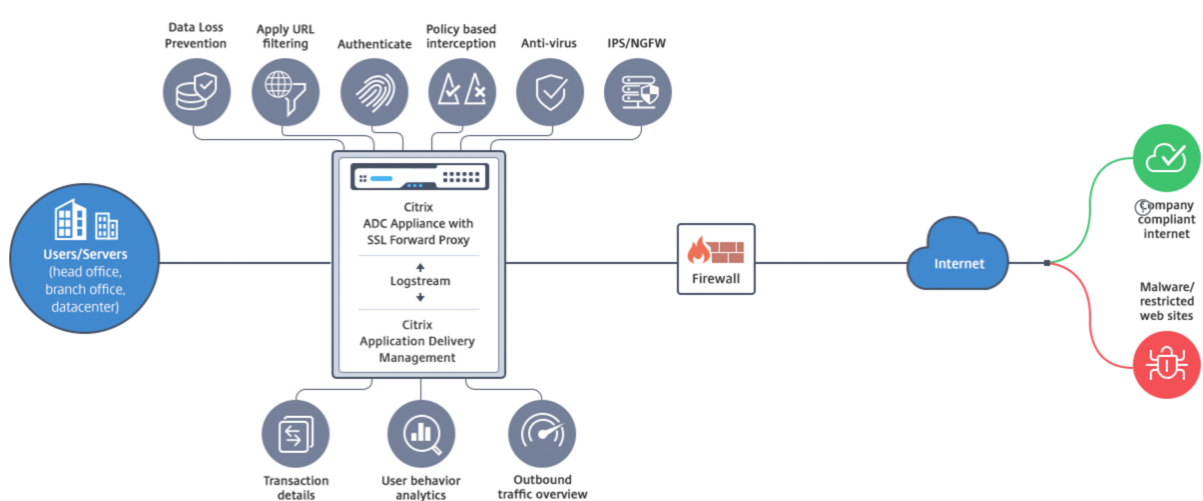 Data Loss
Prevention
Apply URL
filtering
Authenticate
Policy based
interception
Anti-virus
IPS/NGFW
Users/Servers
(head office,
branch office,
datacenter)
Citrix
ADC Appliance with
SSL Forward Proxy
Logstream
Citrix
Application Delivery
Management
Firewall
Internet
Company
compliant
internet
Malware/
restricted
web sites
Transaction
details
User behavior
analytics
Outbound
traffic overview